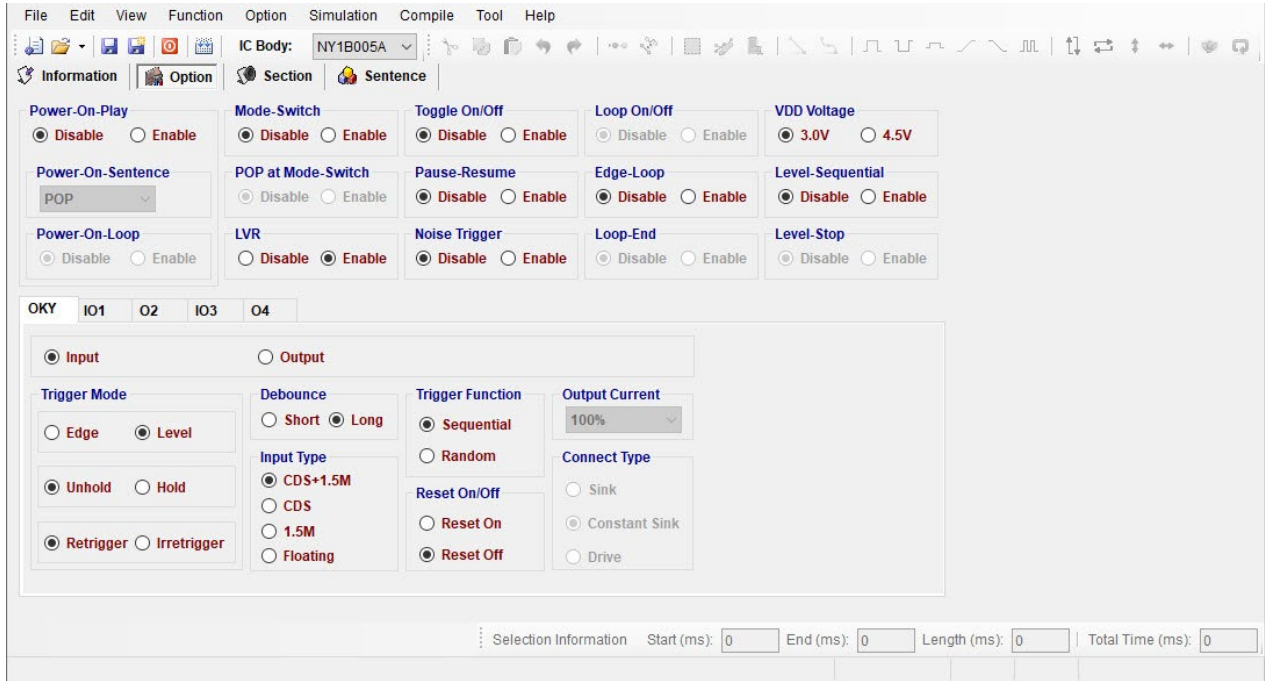 File Edit View Function Option Simulation Compile Tool Help
IC Body: NY1B005A
Information Option Section Sentence
Power-On-Play Mode-Switch Toggle On/Off Loop On/Off VDD Voltage
Disable Enable Disable Enable Disable Enable Disable Enable 3.0V 4.5V
Power-On-Sentence POP at Mode-Switch Pause-Resume Edge-Loop Level-Sequential
POP Disable Enable Disable Enable Disable Enable Disable Enable
Power-On-Loop LVR Noise Trigger Loop-End Level-Stop
Disable Enable Disable Enable Disable Enable Disable Enable Disable Enable
OKY IO1 O2 IO3 O4
Input Output
Trigger Mode Debounce Trigger Function Output Current
Short Long Sequential 100%
Edge Level
Input Type Random Connect Type
CDS+1.5M
Unhold Hold Reset On/Off Sink
CDS
Reset On Constant Sink
1.5M
Retrigger Irretrigger Floating Reset Off Drive
Selection Information Start (ms): 0 End (ms): 0 Length (ms): 0 Total Time (ms): 0